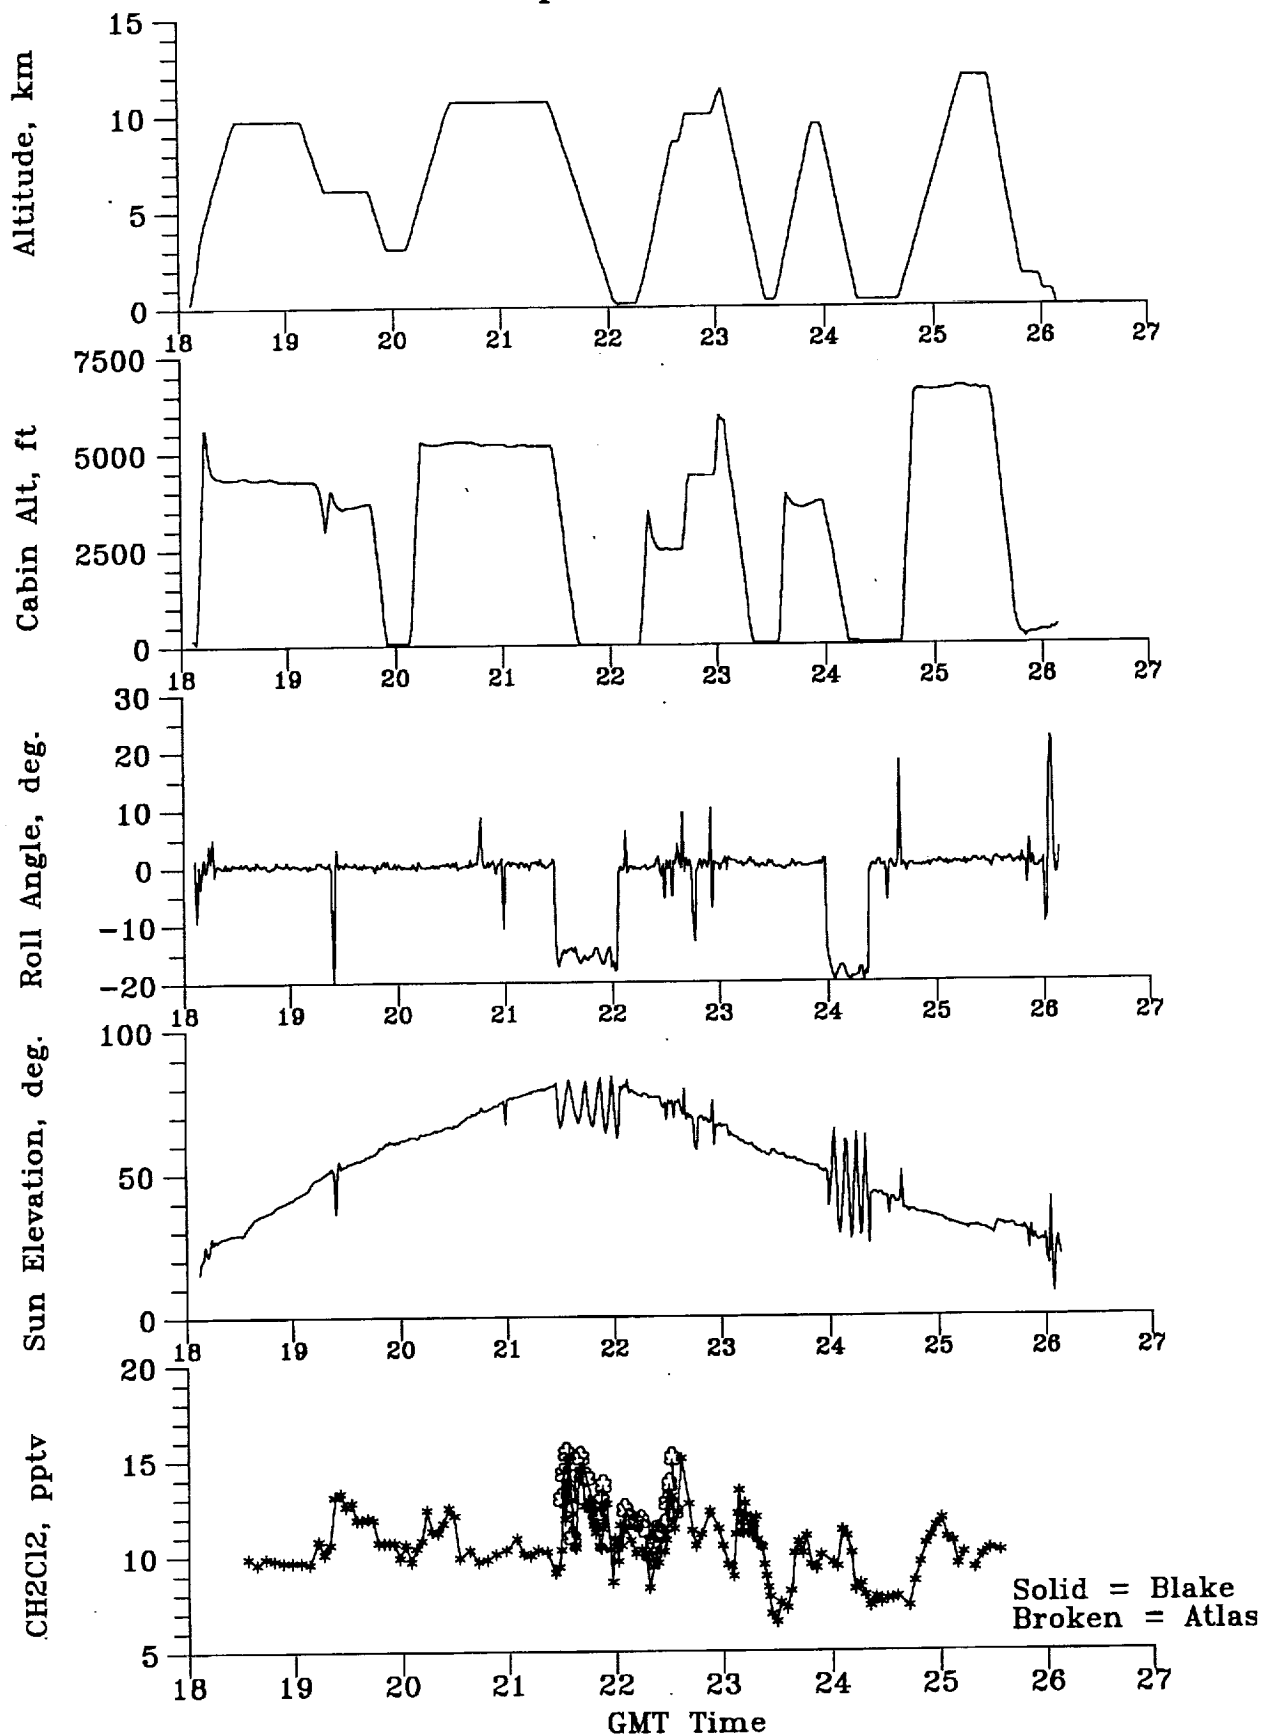 15
10
5
0
Altitude, km
18 19 20 21 22 23 24 25 26 27
7500
5000
2500
0
Cabin Alt, ft
18 19 20 21 22 23 24 25 26 27
30
20
10
0
-10
-20
Roll Angle, deg.
18 19 20 21 22 23 24 25 26 27
100
50
0
Sun Elevation, deg.
18 19 20 21 22 23 24 25 26 27
20
15
10
5
CH2Cl2, pptv
Solid = Blake
Broken = Atlas
18 19 20 21 22 23 24 25 26 27
GMT Time